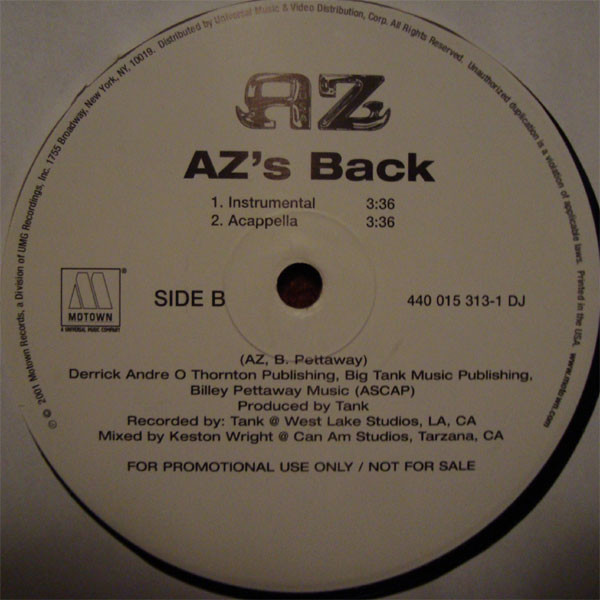 ℗ © 2001 Motown Records, a Division of UMG Recordings, Inc. 1755 Broadway, New York, NY, 10019. Distributed by Universal Music & Video Distribution, Corp. All Rights Reserved. Unauthorized duplication is a violation of applicable laws. Printed in the USA. www.motown.com
AZ
AZ's Back
1. Instrumental 3:36
2. Acappella 3:36
MOTOWN ®
A UNIVERSAL MUSIC COMPANY
SIDE B
440 015 313-1 DJ
(AZ, B. Pettaway)
Derrick Andre O Thornton Publishing, Big Tank Music Publishing,
Billey Pettaway Music (ASCAP)
Produced by Tank
Recorded by: Tank @ West Lake Studios, LA, CA
Mixed by Keston Wright @ Can Am Studios, Tarzana, CA
FOR PROMOTIONAL USE ONLY / NOT FOR SALE